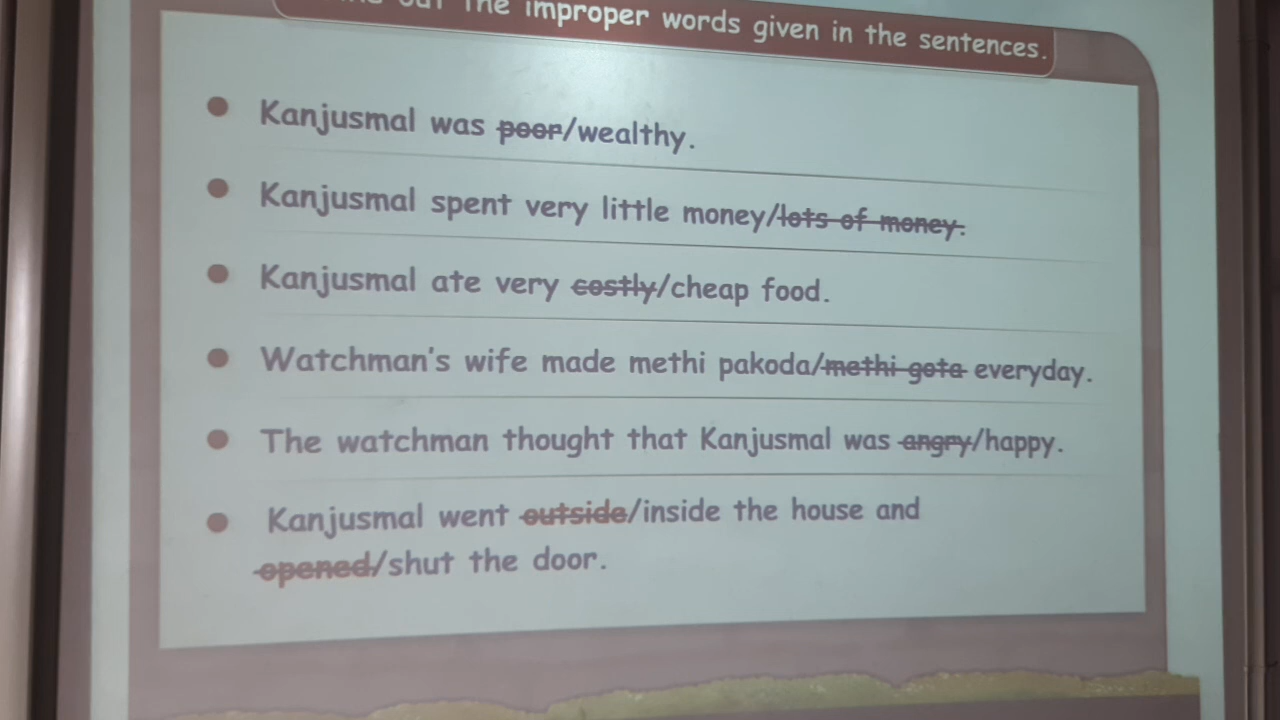 out the improper words given in the sentences.
Kanjusmal was poor/wealthy.
Kanjusmal spent very little money/lots of money.
Kanjusmal ate very costly/cheap food.
Watchman's wife made methi pakoda/methi gota everyday.
The watchman thought that Kanjusmal was angry/happy.
Kanjusmal went outside/inside the house and
opened/shut the door.